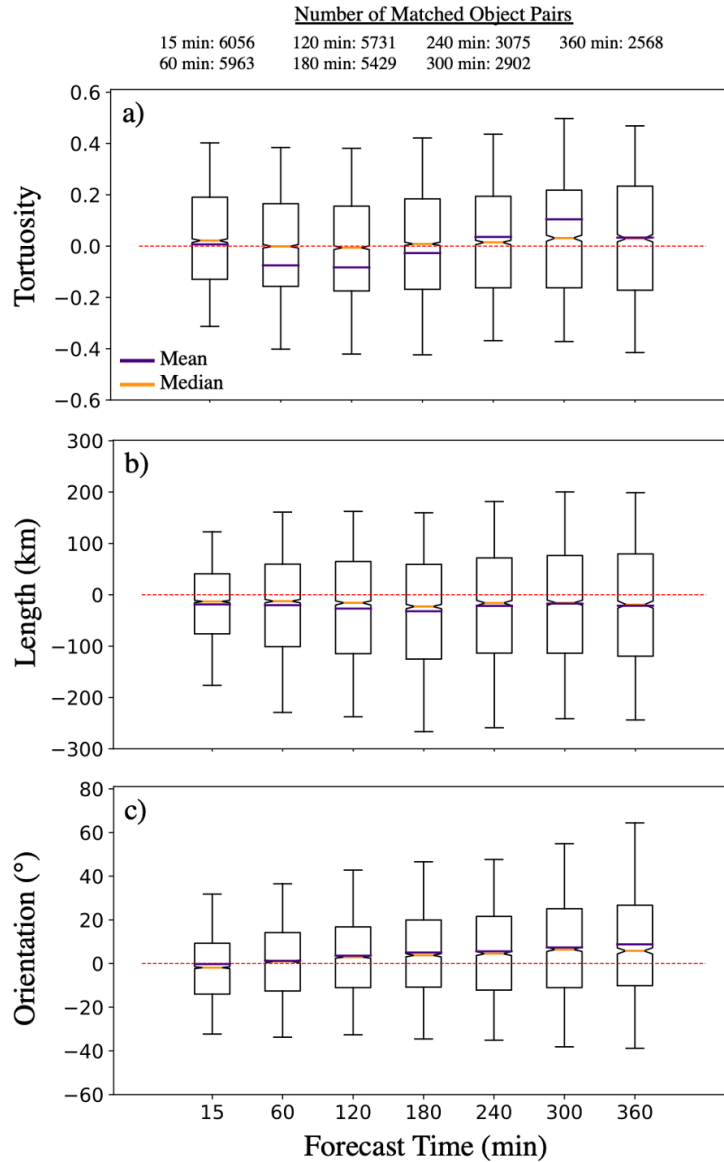 Number of Matched Object Pairs
15 min: 6056 120 min: 5731 240 min: 3075 360 min: 2568
60 min: 5963 180 min: 5429 300 min: 2902
a)
Tortuosity
0.6
0.4
0.2
0.0
−0.2
−0.4
−0.6
Mean
Median
b)
Length (km)
300
200
100
0
−100
−200
−300
c)
Orientation (°)
80
60
40
20
0
−20
−40
−60
15 60 120 180 240 300 360
Forecast Time (min)